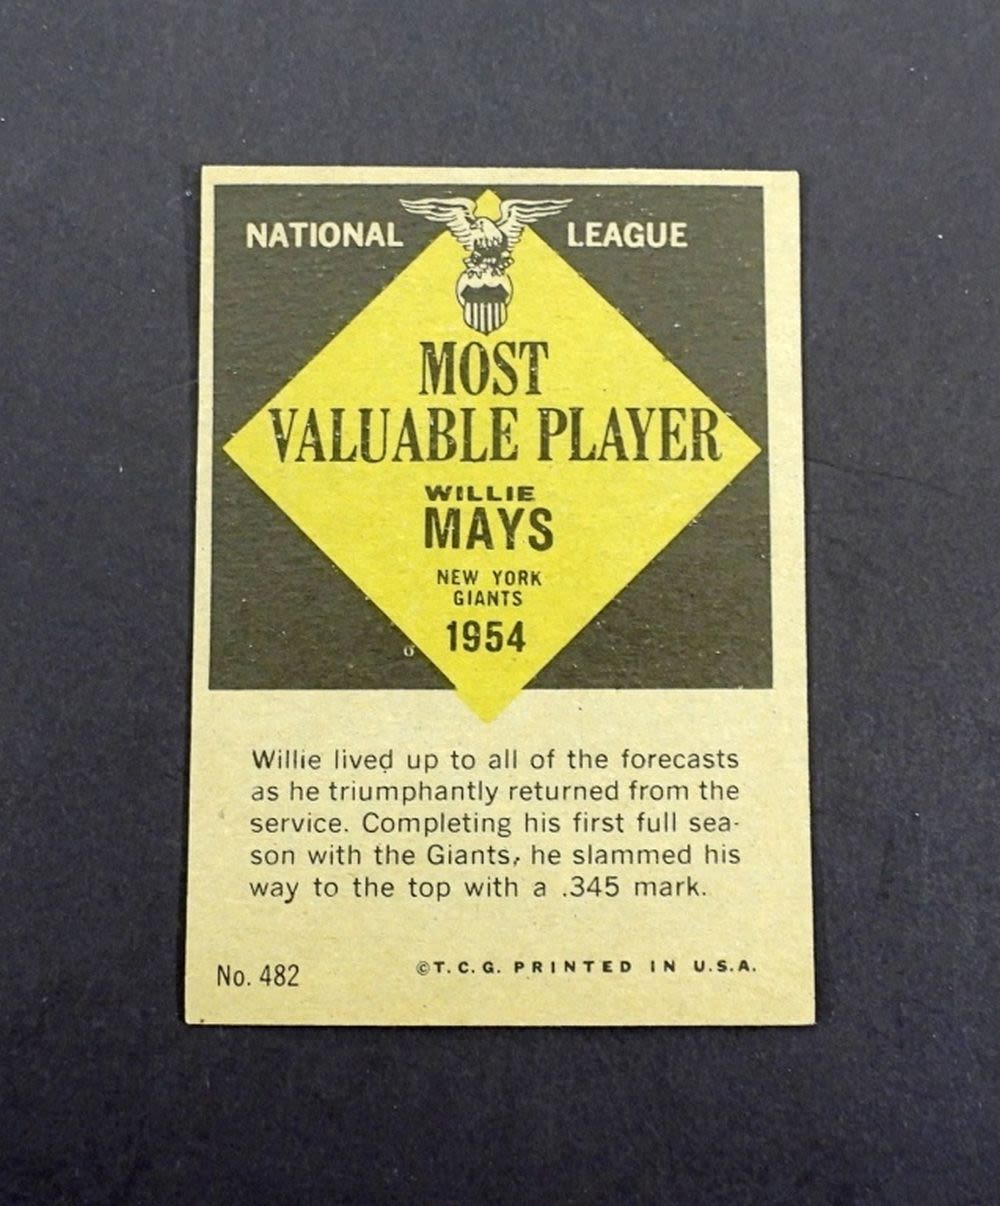 NATIONAL LEAGUE
MOST
VALUABLE PLAYER
WILLIE
MAYS
NEW YORK
GIANTS
1954
Willie lived up to all of the forecasts
as he triumphantly returned from the
service. Completing his first full sea-
son with the Giants, he slammed his
way to the top with a .345 mark.
No. 482
©T.C.G. PRINTED IN U.S.A.